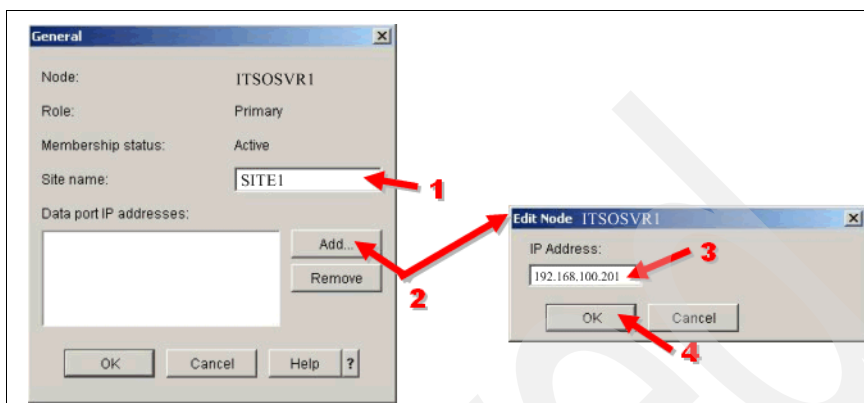 General
Node: ITSOSVR1
Role: Primary
Membership status: Active
Site name: SITE1
1
Data port IP addresses:
Add...
Remove
2
OK Cancel Help ?
Edit Node ITSOSVR1
IP Address:
3
192.168.100.201
OK Cancel
4